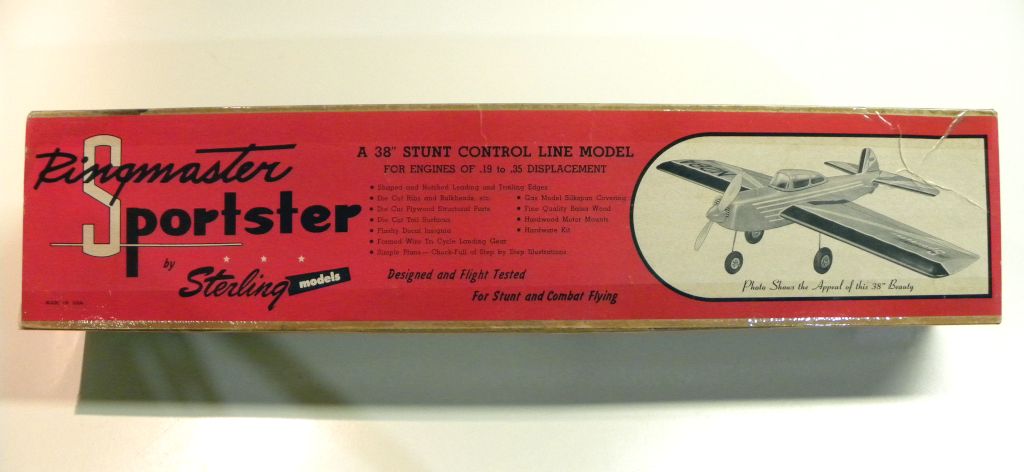 Ringmaster
Sportster
by
Sterling
models
MADE IN USA
A 38" STUNT CONTROL LINE MODEL
FOR ENGINES OF .19 to .35 DISPLACEMENT
• Shaped and Notched Leading and Trailing Edges
• Die Cut Ribs and Bulkheads, etc.
• Die Cut Plywood Structural Parts
• Die Cut Tail Surfaces
• Flashy Decal Insignia
• Formed Wire Tri Cycle Landing Gear
• Simple Plans — Chock-Full of Step by Step Illustrations
• Gas Model Silkspan Covering
• Fine Quality Balsa Wood
• Hardwood Motor Mounts
• Hardware Kit
Designed and Flight Tested
For Stunt and Combat Flying
Photo Shows the Appeal of this 38" Beauty